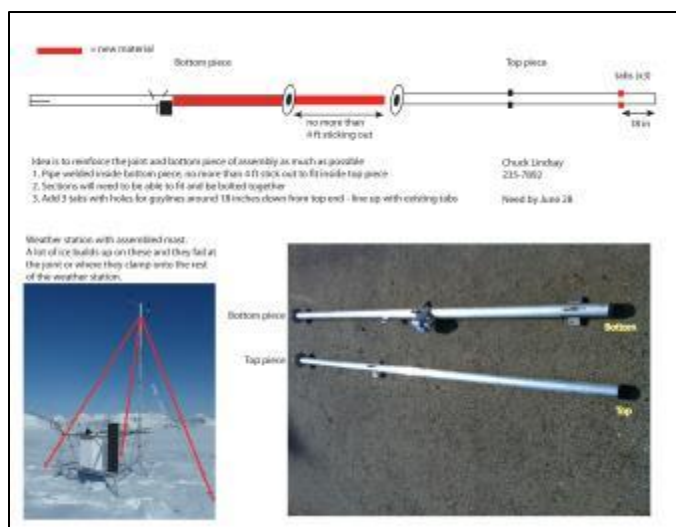 = new material
Bottom piece
Top piece
tabs (x3)
no more than
4 ft sticking out
18 in
Idea is to reinforce the joint and bottom piece of assembly as much as possible
1. Pipe welded inside bottom piece, no more than 4 ft stick out to fit inside top piece
2. Sections will need to be able to fit and be bolted together
3. Add 3 tabs with holes for guylines around 18 inches down from top end - line up with existing tabs
Chuck Lindsay
235-7892
Need by June 28
Weather station with assembled mast.
A lot of ice builds up on these and they fail at
the joint or where they clamp onto the rest
of the weather station.
Bottom piece
Bottom
Top piece
Top